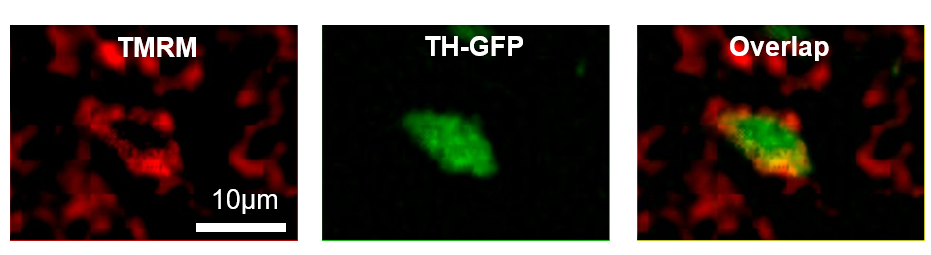 TMRM
TH-GFP
Overlap
10µm